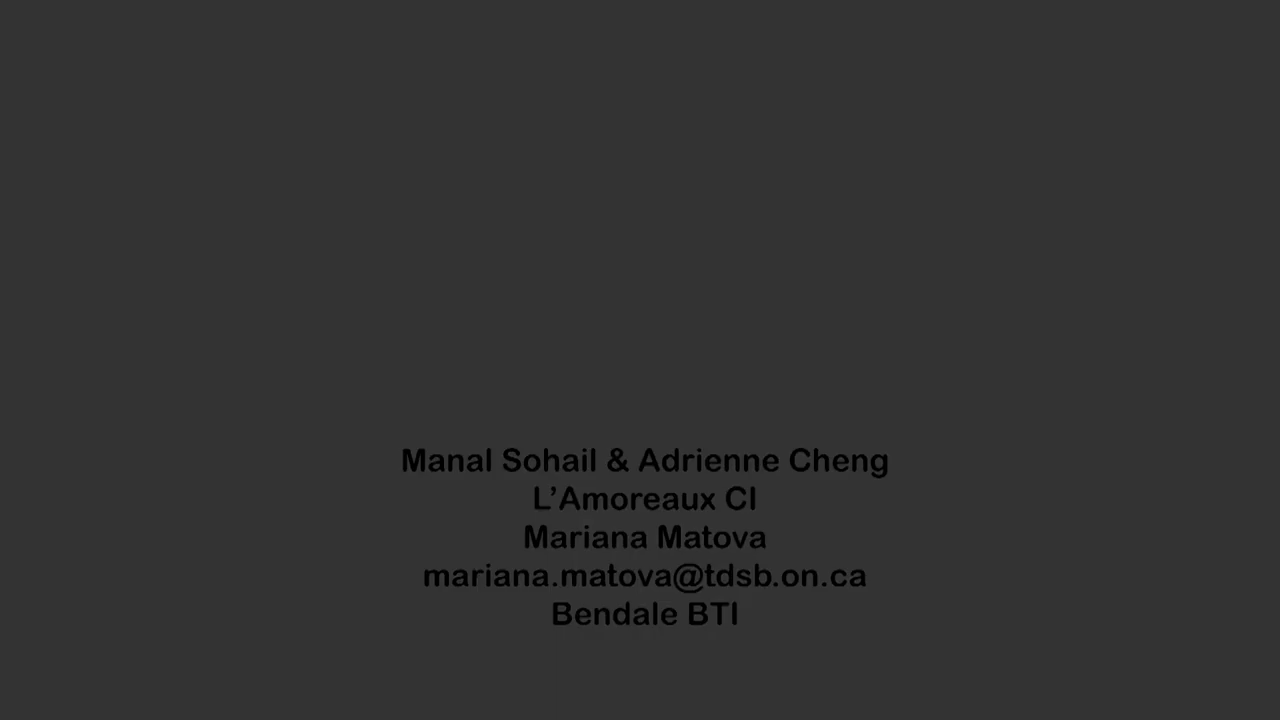 Manal Sohail & Adrienne Cheng
L’Amoreaux CI
Mariana Matova
mariana.matova@tdsb.on.ca
Bendale BTI